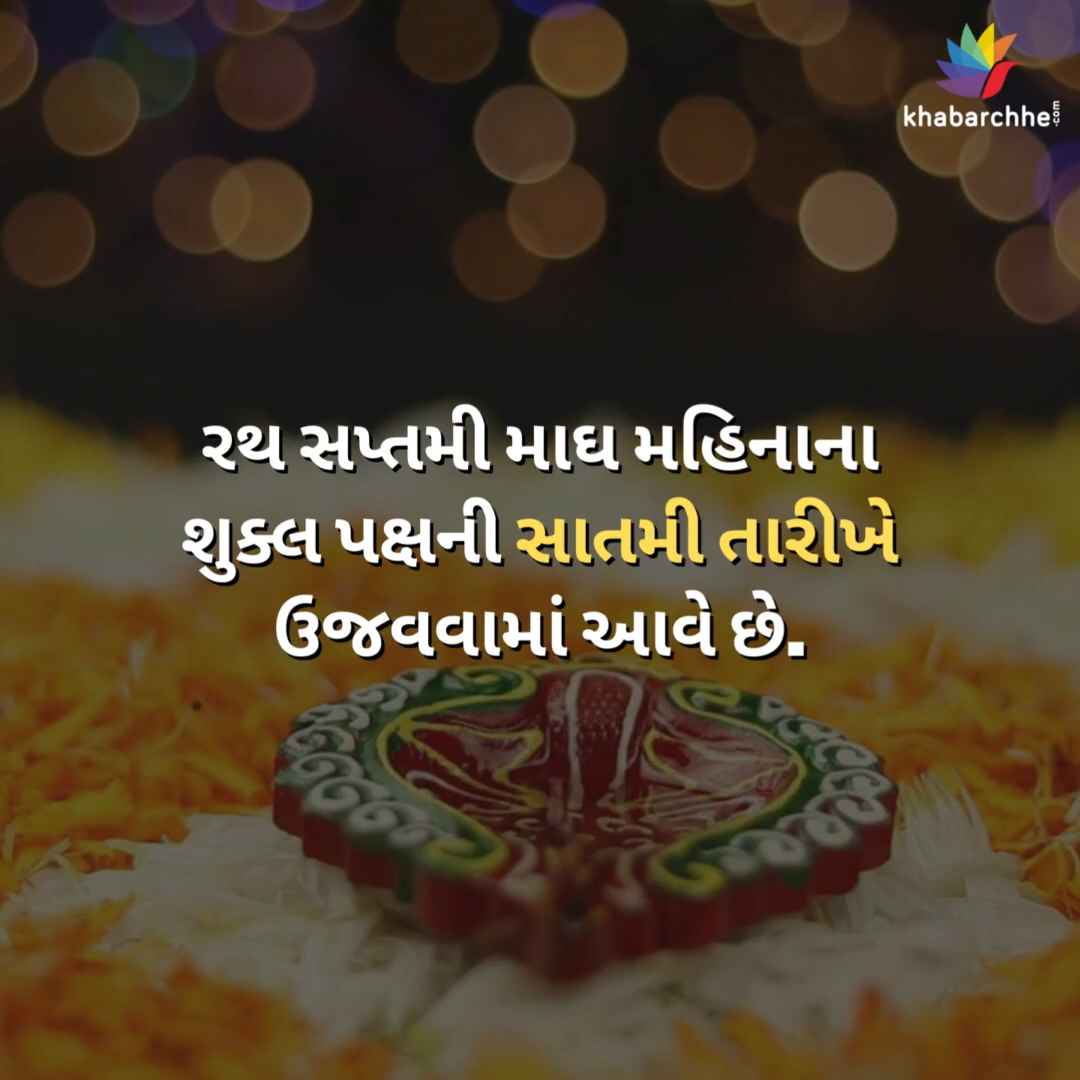 khabarchhe.com
રથ સપ્તમી માઘ મહિનાના
શુક્લ પક્ષની સાતમી તારીખે
ઉજવવામાં આવે છે.